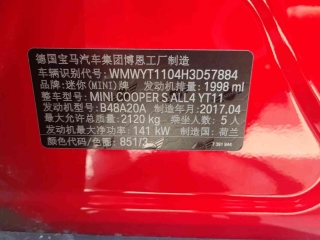 德国宝马汽车集团博恩工厂制造
车辆识别代号: WMWYT1104H3D57884
品牌: 迷你(MINI)牌 发动机排量: 1998 ml
整车型号: MINI COOPER S ALL4 YT11
发动机型号: B48A20A 制造年月: 2017.04
最大允许总质量: 2120 kg 乘坐人数: 5 人
发动机最大净功率: 141 kW 制造国: 荷兰
颜色代号/色部: 851/3